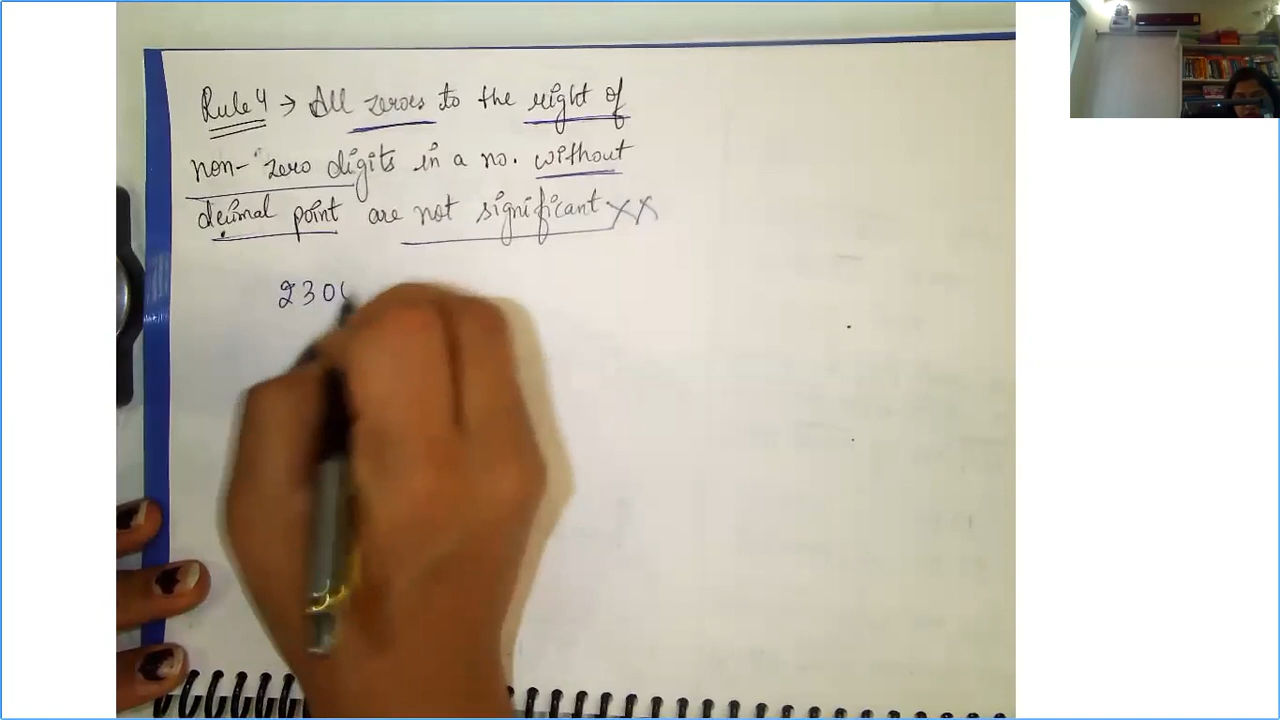 Rule 4 → All zeroes to the right of
non-zero digits in a no. without
decimal point are not significant XX
230